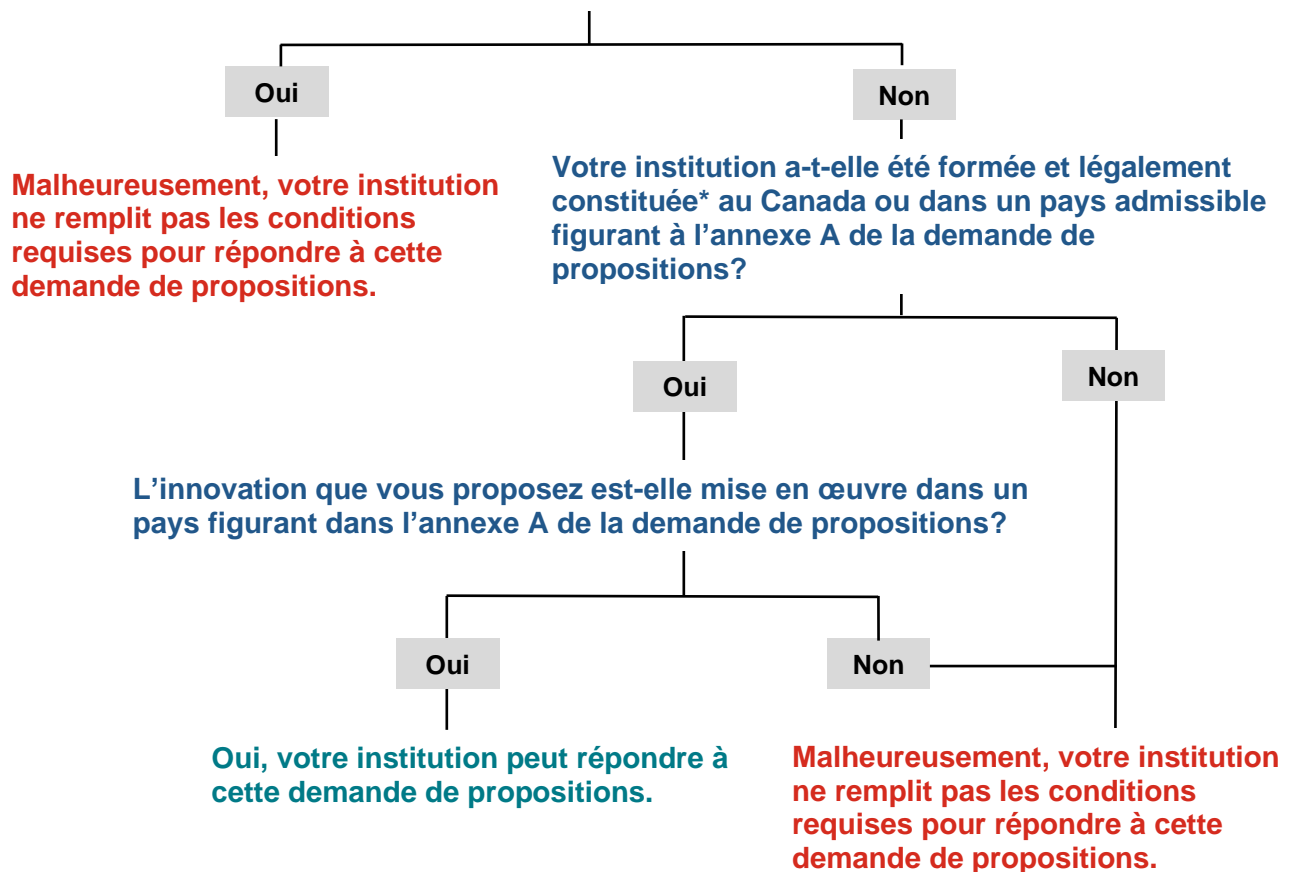 Oui
Non
Malheureusement, votre institution
ne remplit pas les conditions
requises pour répondre à cette
demande de propositions.
Votre institution a-t-elle été formée et légalement
constituée* au Canada ou dans un pays admissible
figurant à l’annexe A de la demande de
propositions?
Oui
Non
L’innovation que vous proposez est-elle mise en œuvre dans un
pays figurant dans l’annexe A de la demande de propositions?
Oui
Non
Oui, votre institution peut répondre à
cette demande de propositions.
Malheureusement, votre institution
ne remplit pas les conditions
requises pour répondre à cette
demande de propositions.